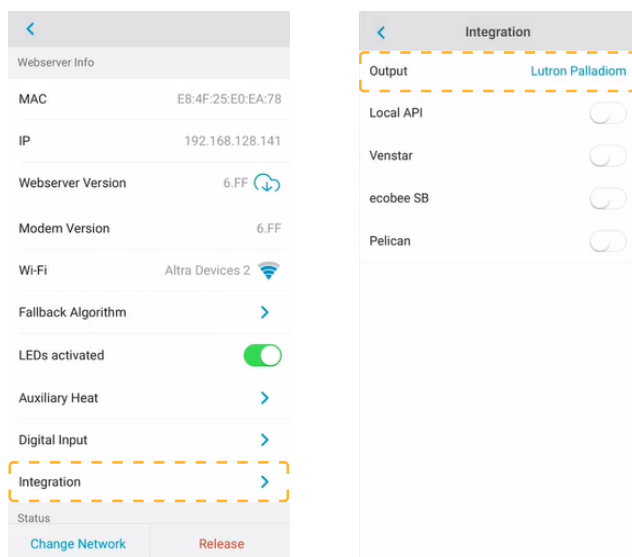 Webserver Info
MAC E8:4F:25:E0:EA:78
IP 192.168.128.141
Webserver Version 6.FF
Modem Version 6.FF
Wi-Fi Altra Devices 2
Fallback Algorithm
LEDs activated
Auxiliary Heat
Digital Input
Integration
Status
Change Network Release
Integration
Output Lutron Palladiom
Local API
Venstar
ecobee SB
Pelican